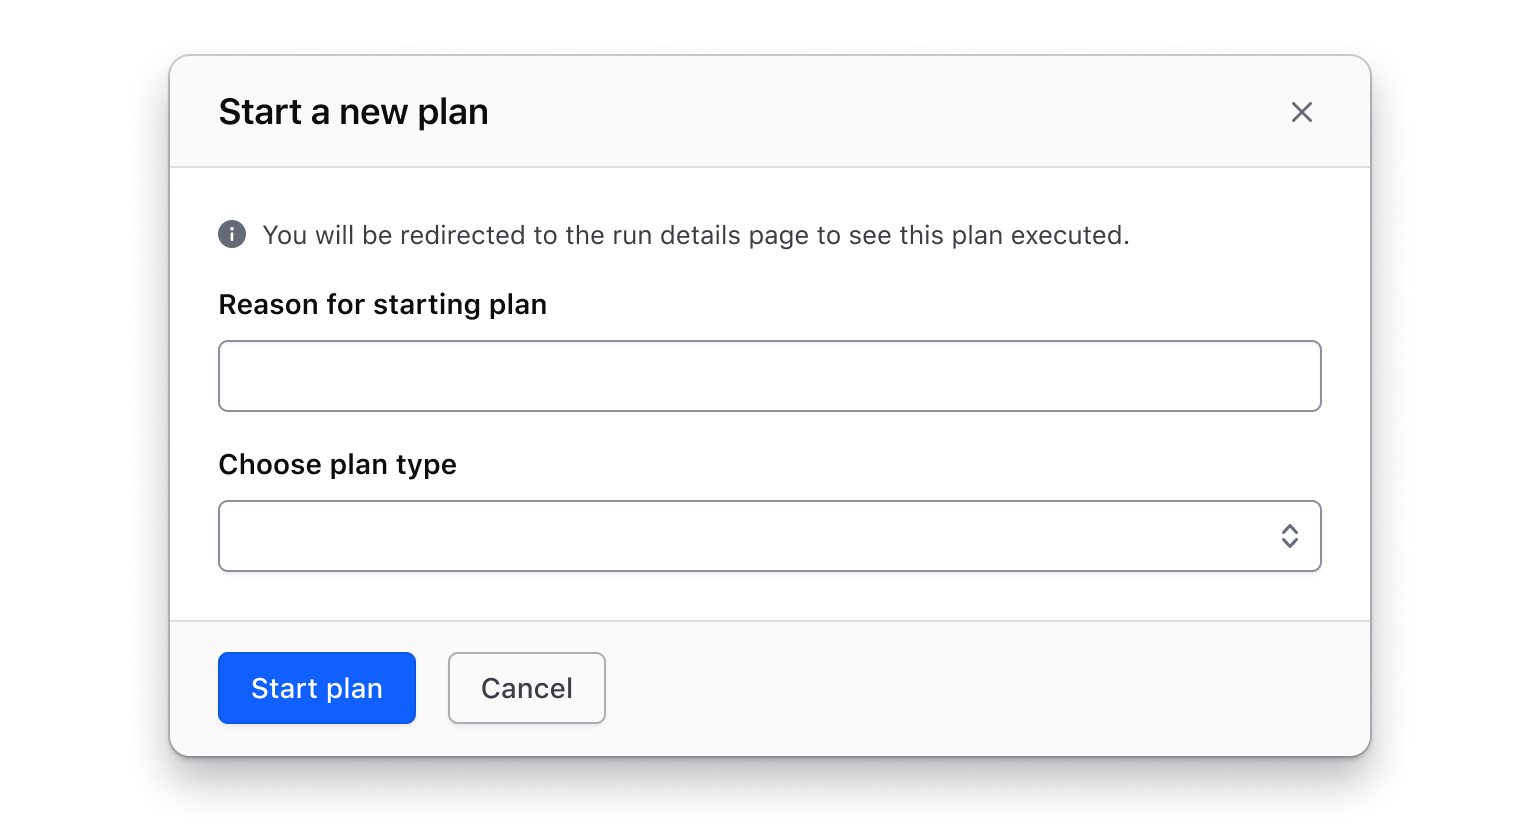 Start a new plan
You will be redirected to the run details page to see this plan executed.
Reason for starting plan
Choose plan type
Start plan
Cancel